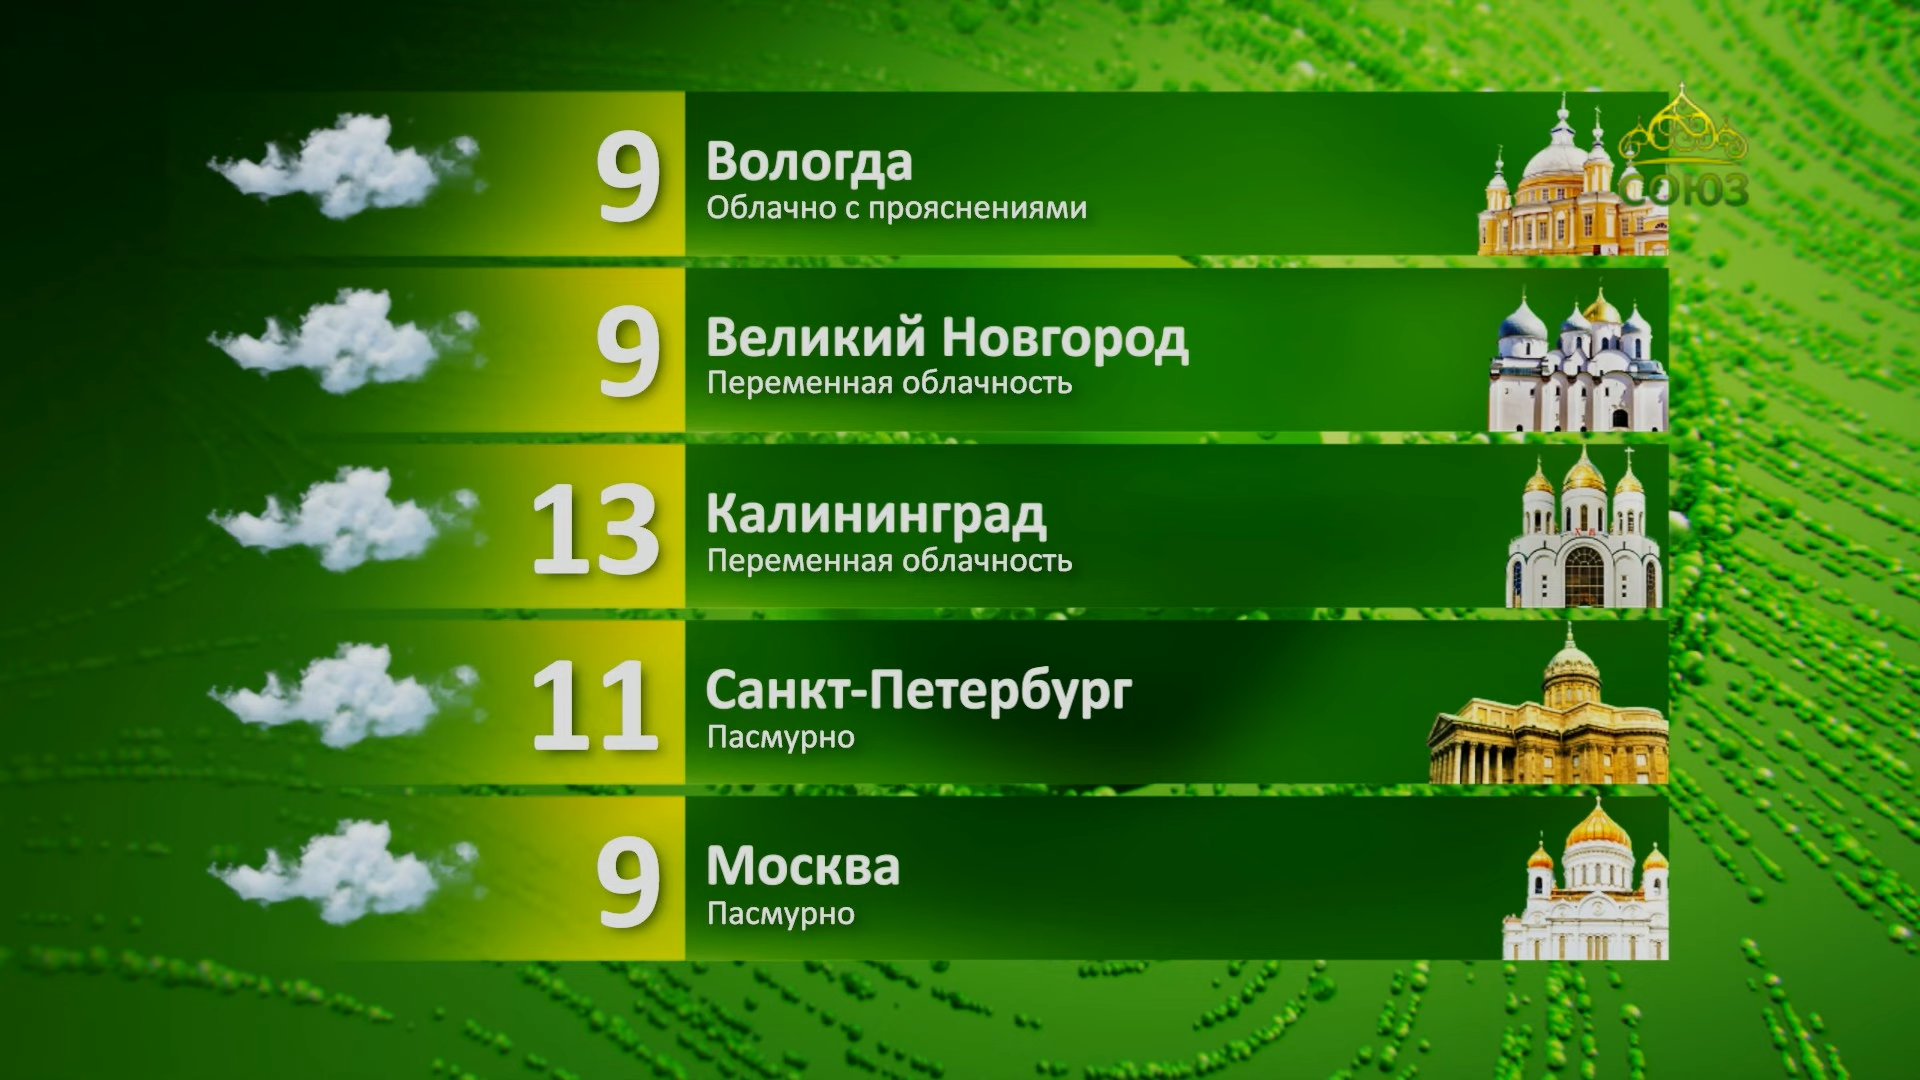 9
Вологда
Облачно с прояснениями
СОЮЗ
9
Великий Новгород
Переменная облачность
13
Калининград
Переменная облачность
11
Санкт-Петербург
Пасмурно
9
Москва
Пасмурно